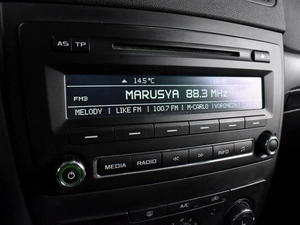 AS TP
14.5°C
FM3 MARUSYA 88.3 MHz
MELODY | LIKE FM | 100.7 FM | M-CARLO |
MEDIA RADIO INFO
A/C